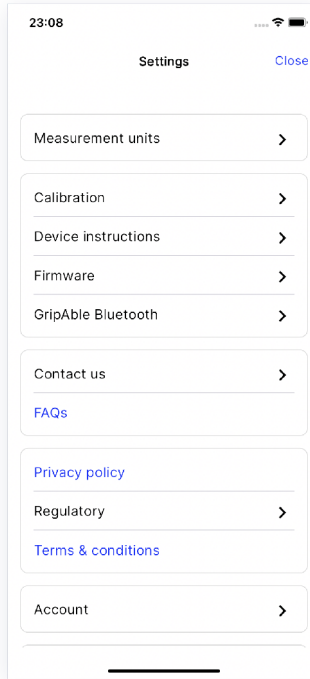 23:08
Settings
Close
Measurement units
Calibration
Device instructions
Firmware
GripAble Bluetooth
Contact us
FAQs
Privacy policy
Regulatory
Terms & conditions
Account